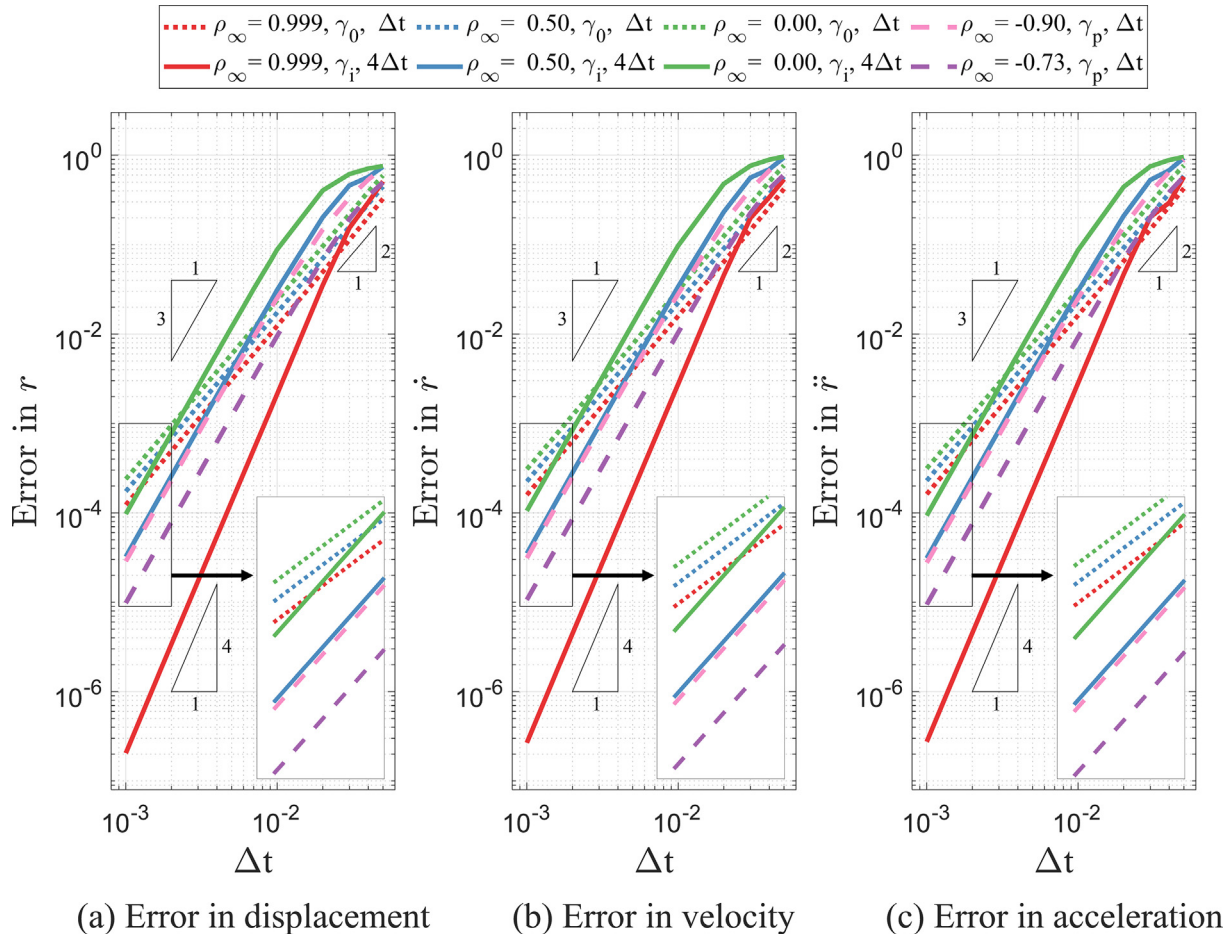 ρ∞= 0.999, γ0, Δt
ρ∞= 0.50, γ0, Δt
ρ∞= 0.00, γ0, Δt
ρ∞= -0.90, γp, Δt
ρ∞= 0.999, γi, 4Δt
ρ∞= 0.50, γi, 4Δt
ρ∞= 0.00, γi, 4Δt
ρ∞= -0.73, γp, Δt
Error in r
10^0
10^-2
10^-4
10^-6
1
3
2
1
4
1
10^-3
10^-2
Δt
(a) Error in displacement
Error in ṙ
10^0
10^-2
10^-4
10^-6
1
3
2
1
4
1
10^-3
10^-2
Δt
(b) Error in velocity
Error in r̈
10^0
10^-2
10^-4
10^-6
1
3
2
1
4
1
10^-3
10^-2
Δt
(c) Error in acceleration